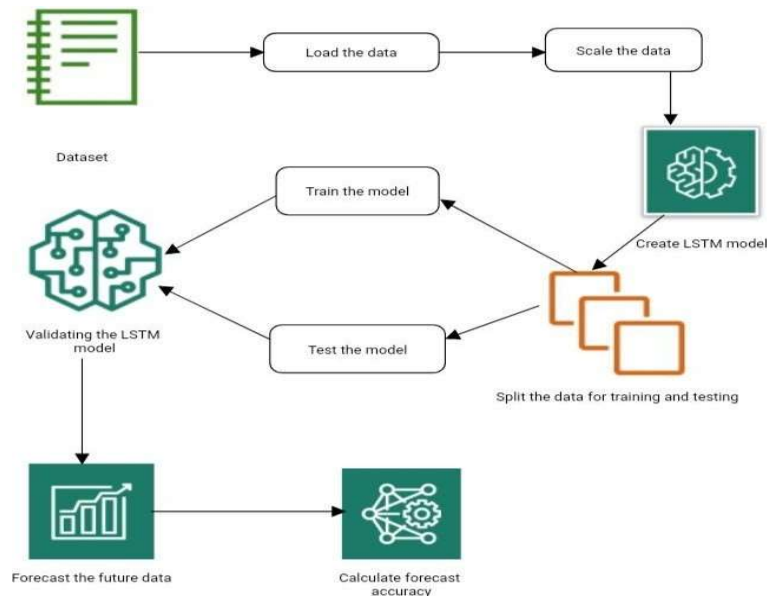 Load the data
Scale the data
Dataset
Create LSTM model
Train the model
Split the data for training and testing
Test the model
Validating the LSTM
model
Forecast the future data
Calculate forecast
accuracy